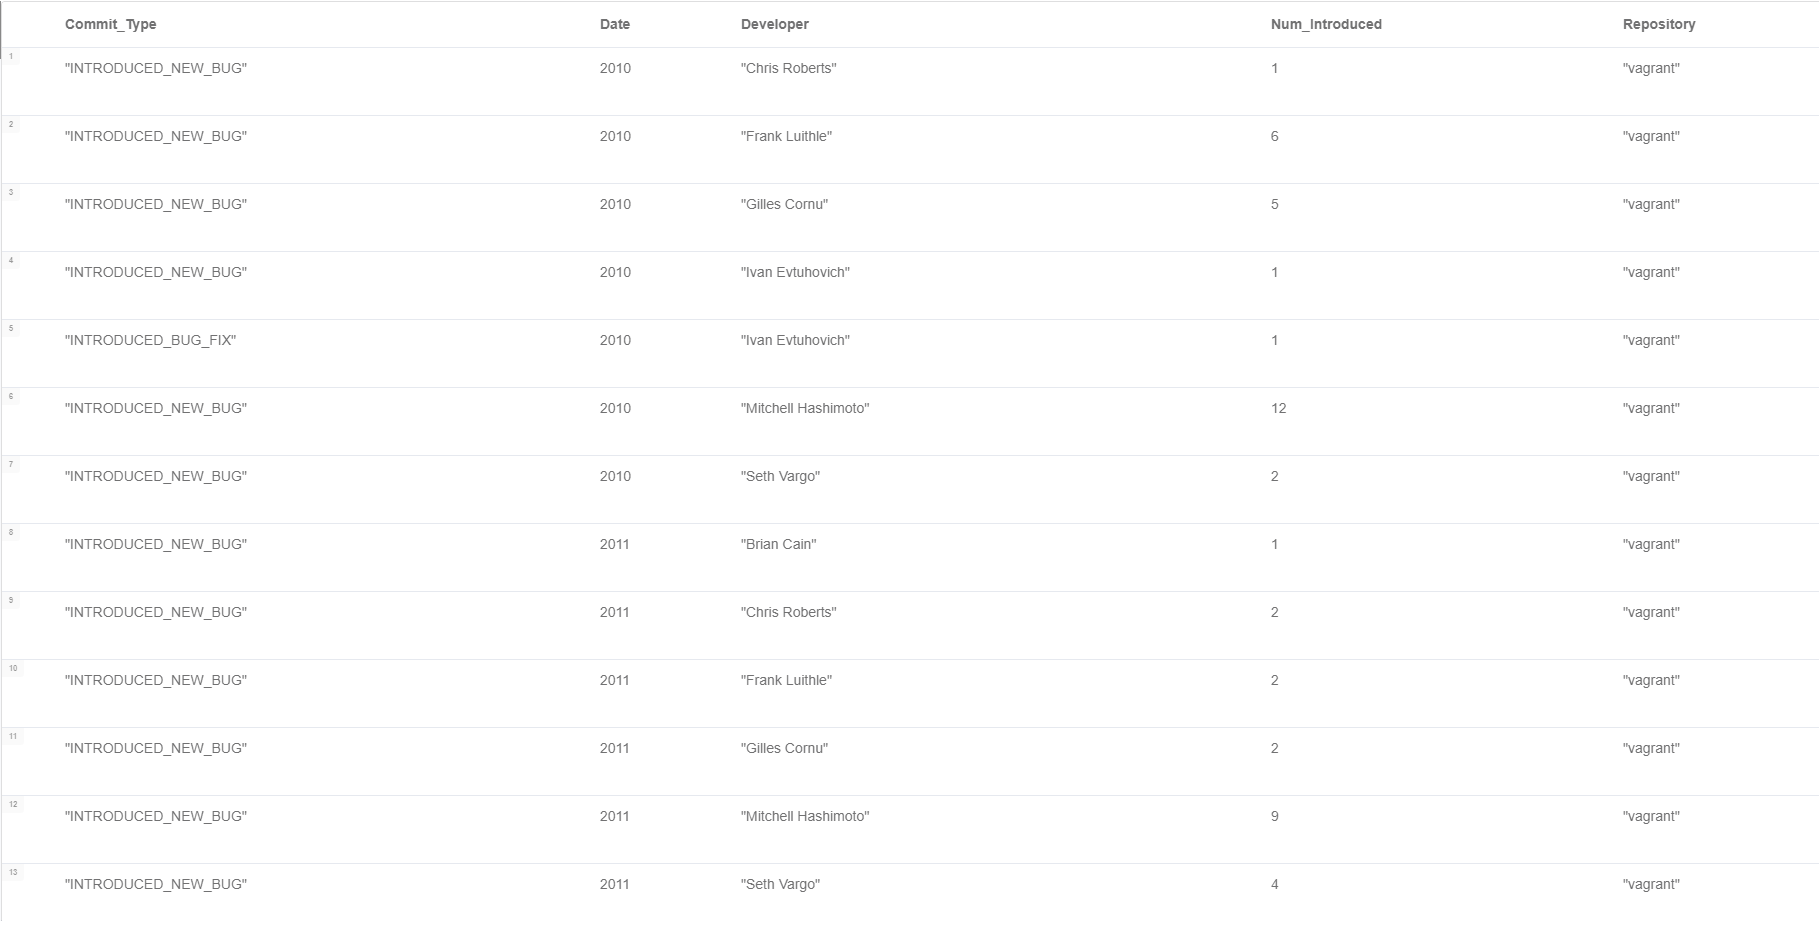 Commit_Type Date Developer Num_Introduced Repository
1
"INTRODUCED_NEW_BUG" 2010 "Chris Roberts" 1 "vagrant"
2
"INTRODUCED_NEW_BUG" 2010 "Frank Luithle" 6 "vagrant"
3
"INTRODUCED_NEW_BUG" 2010 "Gilles Cornu" 5 "vagrant"
4
"INTRODUCED_NEW_BUG" 2010 "Ivan Evtuhovich" 1 "vagrant"
5
"INTRODUCED_BUG_FIX" 2010 "Ivan Evtuhovich" 1 "vagrant"
6
"INTRODUCED_NEW_BUG" 2010 "Mitchell Hashimoto" 12 "vagrant"
7
"INTRODUCED_NEW_BUG" 2010 "Seth Vargo" 2 "vagrant"
8
"INTRODUCED_NEW_BUG" 2011 "Brian Cain" 1 "vagrant"
9
"INTRODUCED_NEW_BUG" 2011 "Chris Roberts" 2 "vagrant"
10
"INTRODUCED_NEW_BUG" 2011 "Frank Luithle" 2 "vagrant"
11
"INTRODUCED_NEW_BUG" 2011 "Gilles Cornu" 2 "vagrant"
12
"INTRODUCED_NEW_BUG" 2011 "Mitchell Hashimoto" 9 "vagrant"
13
"INTRODUCED_NEW_BUG" 2011 "Seth Vargo" 4 "vagrant"